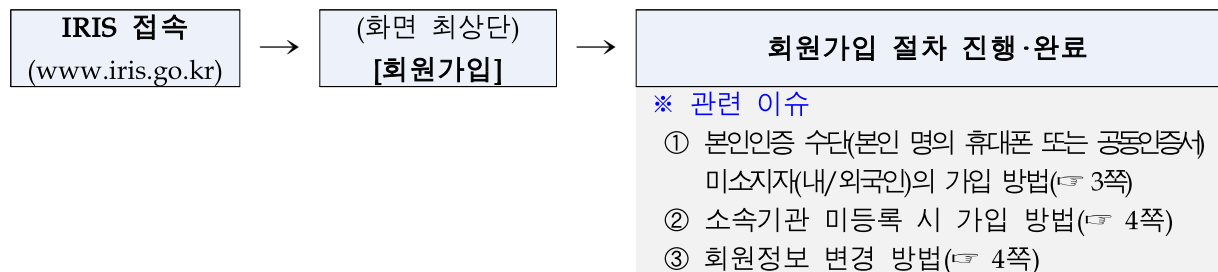 IRIS 접속
(www.iris.go.kr)
→
(화면 최상단)
[회원가입]
→
회원가입 절차 진행·완료
※ 관련 이슈
① 본인인증 수단(본인 명의 휴대폰 또는 공동인증서)
미소지자(내/외국인)의 가입 방법(☞ 3쪽)
② 소속기관 미등록 시 가입 방법(☞ 4쪽)
③ 회원정보 변경 방법(☞ 4쪽)